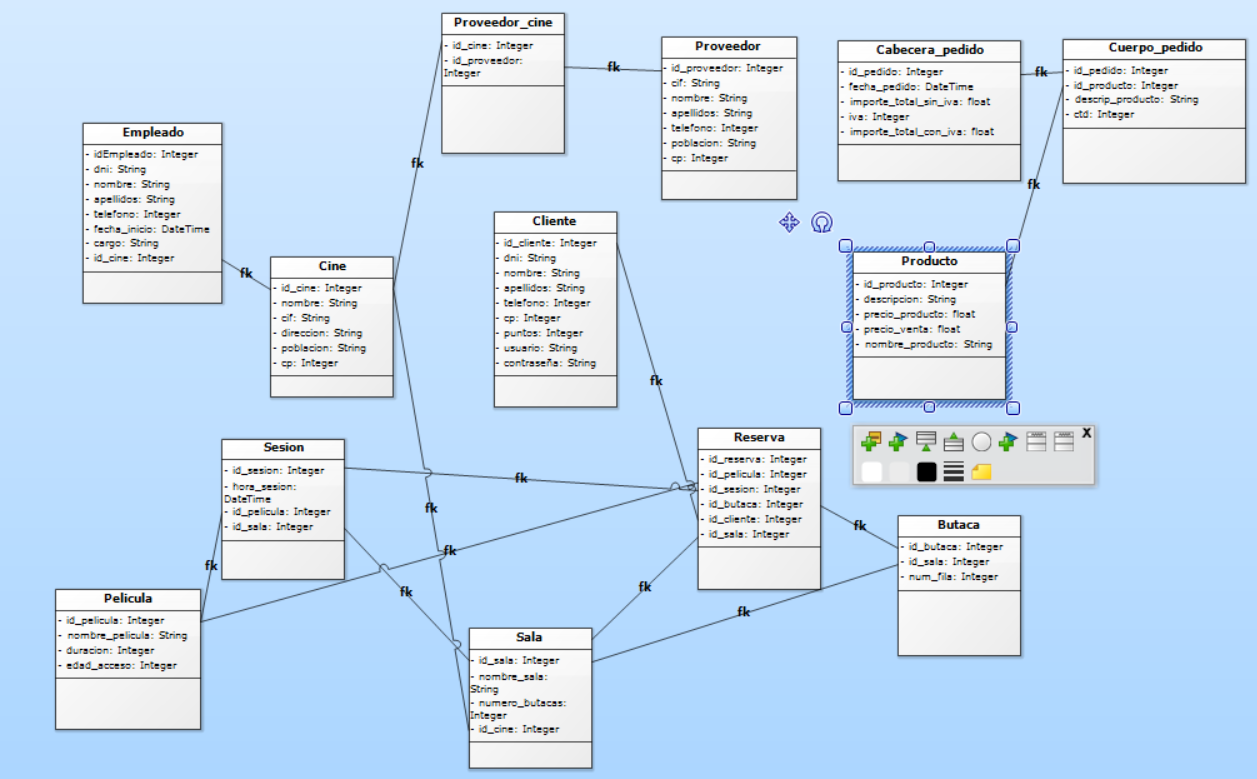 Proveedor_cine
- id_cine: Integer
- id_proveedor:
Integer
fk
Proveedor
- id_proveedor: Integer
- cif: String
- nombre: String
- apellidos: String
- telefono: Integer
- poblacion: String
- cp: Integer
Cabecera_pedido
- id_pedido: Integer
- fecha_pedido: DateTime
- importe_total_sin_iva: float
- iva: Integer
- importe_total_con_iva: float
fk
Cuerpo_pedido
- id_pedido: Integer
- id_producto: Integer
- descrip_producto: String
- ctd: Integer
fk
Empleado
- idEmpleado: Integer
- dni: String
- nombre: String
- apellidos: String
- telefono: Integer
- fecha_inicio: DateTime
- cargo: String
- id_cine: Integer
fk
fk
Cine
- id_cine: Integer
- nombre: String
- cif: String
- direccion: String
- poblacion: String
- cp: Integer
Cliente
- id_cliente: Integer
- dni: String
- nombre: String
- apellidos: String
- telefono: Integer
- cp: Integer
- puntos: Integer
- usuario: String
- contraseña: String
fk
Producto
- id_producto: Integer
- descripcion: String
- precio_producto: float
- precio_venta: float
- nombre_producto: String
X
Sesion
- id_sesion: Integer
- hora_sesion:
DateTime
- id_pelicula: Integer
- id_sala: Integer
fk
fk
fk
Reserva
- id_reserva: Integer
- id_pelicula: Integer
- id_sesion: Integer
- id_butaca: Integer
- id_cliente: Integer
- id_sala: Integer
fk
Butaca
- id_butaca: Integer
- id_sala: Integer
- num_fila: Integer
fk
fk
fk
fk
fk
Pelicula
- id_pelicula: Integer
- nombre_pelicula: String
- duracion: Integer
- edad_acceso: Integer
Sala
- id_sala: Integer
- nombre_sala:
String
- numero_butacas:
Integer
- id_cine: Integer